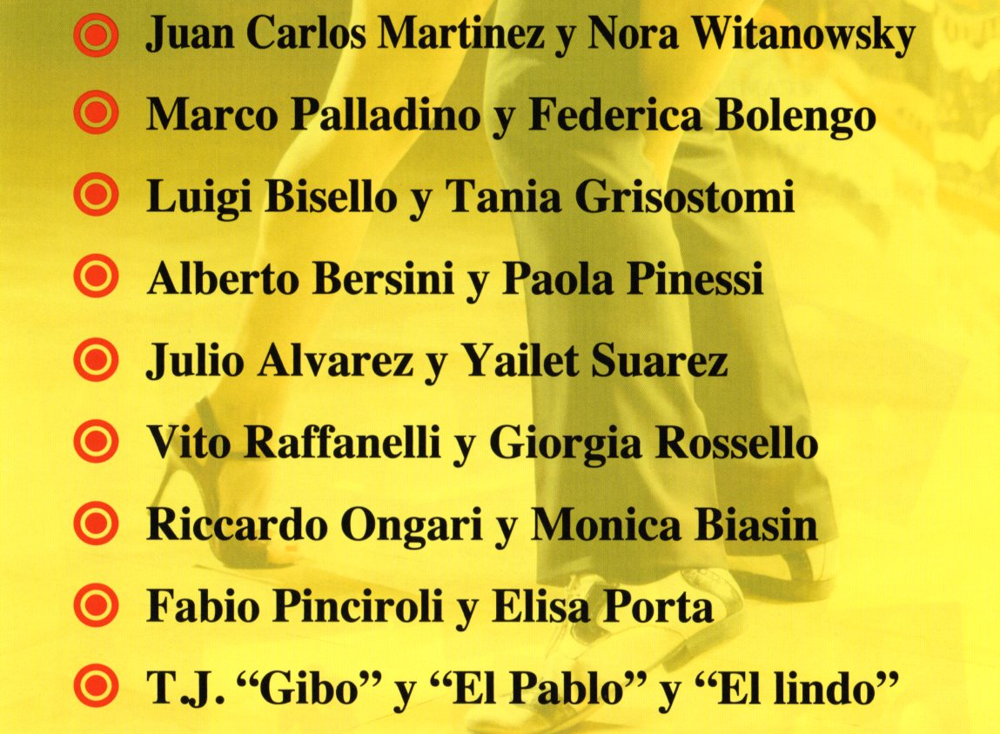 Juan Carlos Martinez y Nora Witanowsky
Marco Palladino y Federica Bolengo
Luigi Bisello y Tania Grisostomi
Alberto Bersini y Paola Pinessi
Julio Alvarez y Yailet Suarez
Vito Raffanelli y Giorgia Rossello
Riccardo Ongari y Monica Biasin
Fabio Pinciroli y Elisa Porta
T.J. “Gibo” y “El Pablo” y “El lindo”